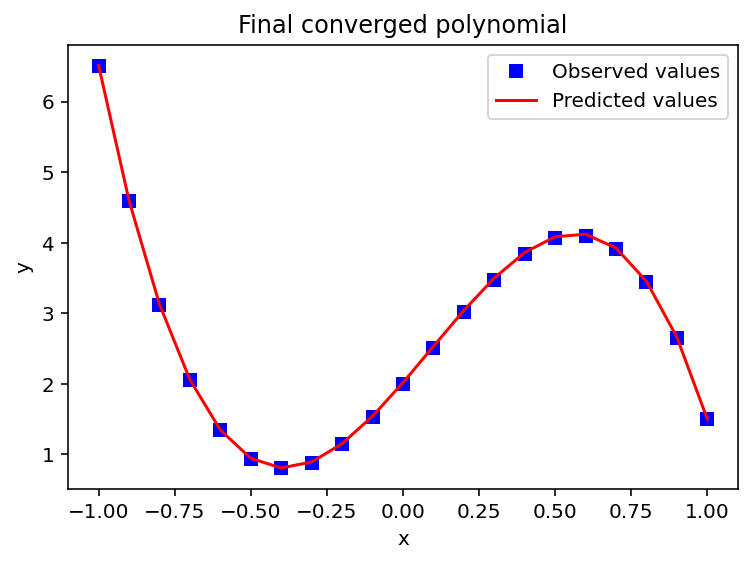 Final converged polynomial
Observed values
Predicted values
y
6
5
4
3
2
1
−1.00 −0.75 −0.50 −0.25 0.00 0.25 0.50 0.75 1.00
x